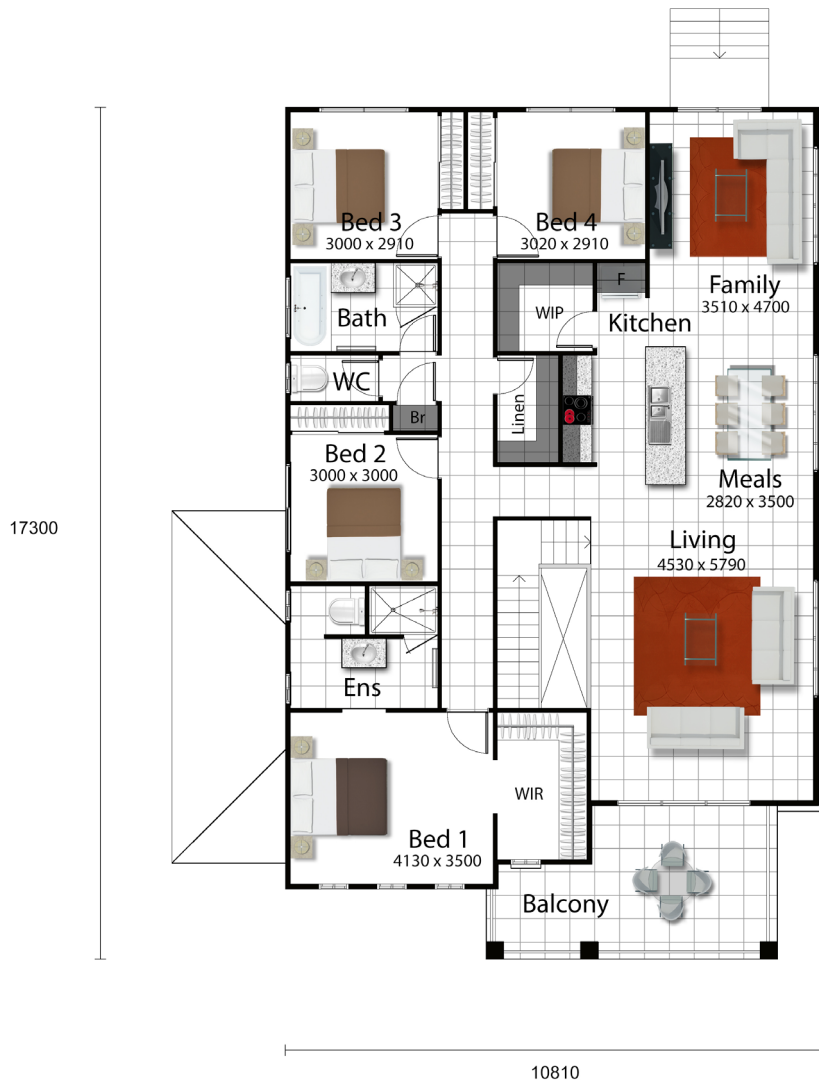 Bed 3
3000 x 2910
Bed 4
3020 x 2910
Family
3510 x 4700
F
WIP
Kitchen
Bath
WC
Br
Linen
Bed 2
3000 x 3000
Meals
2820 x 3500
17300
Living
4530 x 5790
Ens
WIR
Bed 1
4130 x 3500
Balcony
10810